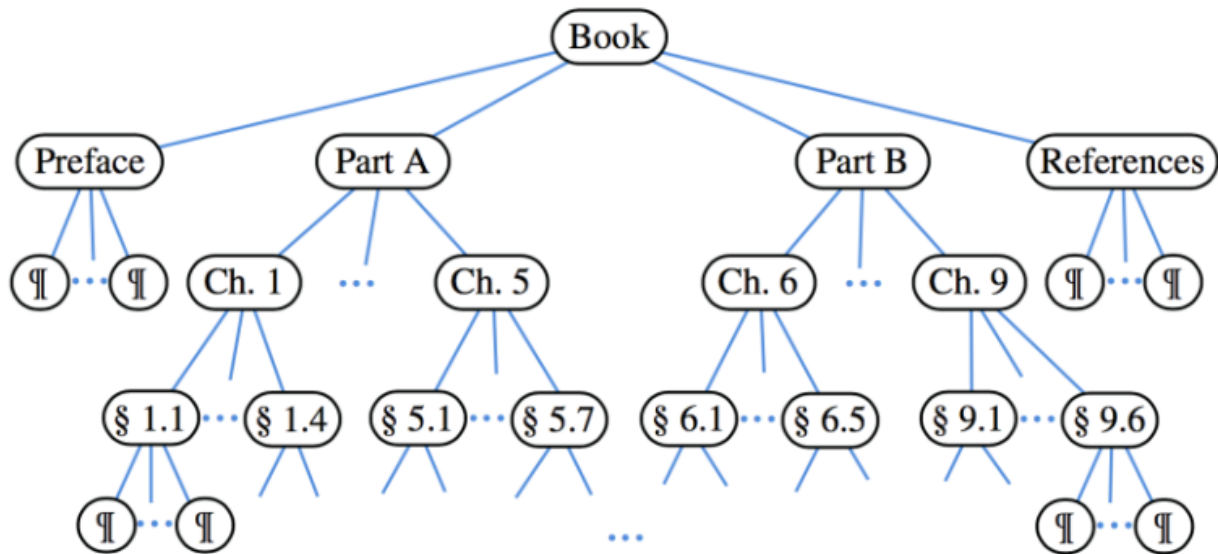 Book
Preface Part A Part B References
¶ ... ¶ Ch. 1 ... Ch. 5 Ch. 6 ... Ch. 9 ¶ ... ¶
§ 1.1 ... § 1.4 § 5.1 ... § 5.7 § 6.1 ... § 6.5 § 9.1 ... § 9.6
¶ ... ¶ ... ¶ ... ¶